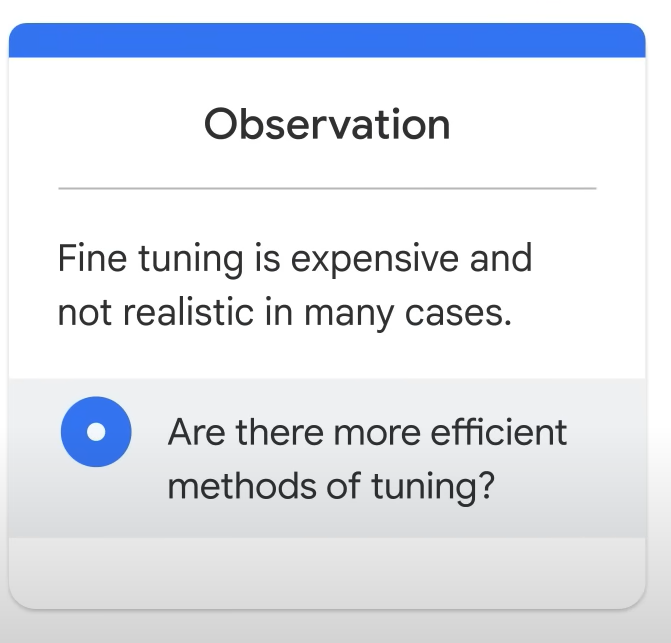 Observation
Fine tuning is expensive and
not realistic in many cases.
Are there more efficient
methods of tuning?